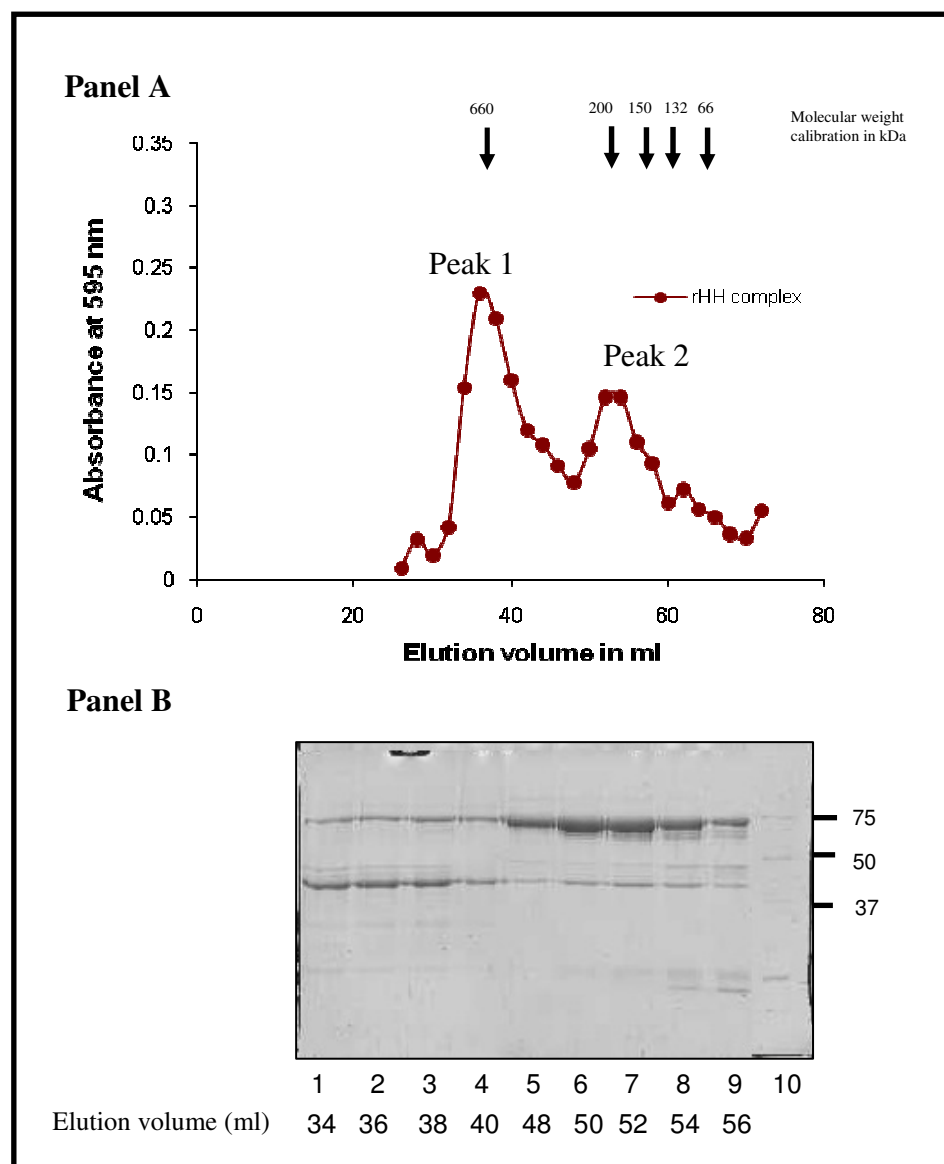 Panel A
660 200 150 132 66
Molecular weight
calibration in kDa
0.35
0.3
0.25
0.2
0.15
0.1
0.05
0
Absorbance at 595 nm
Peak 1
rHH complex
Peak 2
0 20 40 60 80
Elution volume in ml
Panel B
75
50
37
1 2 3 4 5 6 7 8 9 10
Elution volume (ml) 34 36 38 40 48 50 52 54 56